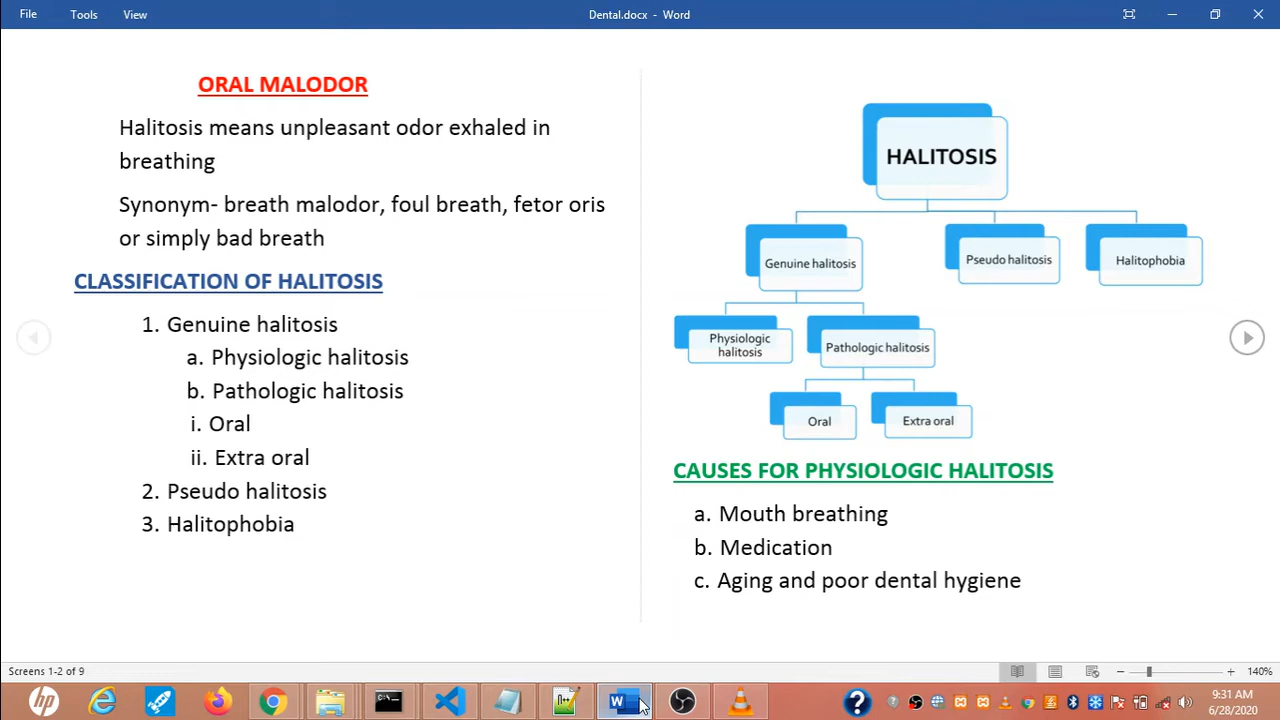 File Tools View
Dental.docx - Word
ORAL MALODOR
Halitosis means unpleasant odor exhaled in
breathing
Synonym- breath malodor, foul breath, fetor oris
or simply bad breath
CLASSIFICATION OF HALITOSIS
1. Genuine halitosis
a. Physiologic halitosis
b. Pathologic halitosis
i. Oral
ii. Extra oral
2. Pseudo halitosis
3. Halitophobia
HALITOSIS
Genuine halitosis
Pseudo halitosis
Halitophobia
Physiologic
halitosis
Pathologic halitosis
Oral
Extra oral
CAUSES FOR PHYSIOLOGIC HALITOSIS
a. Mouth breathing
b. Medication
c. Aging and poor dental hygiene
Screens 1-2 of 9
140%
hp
9:31 AM
6/28/2020